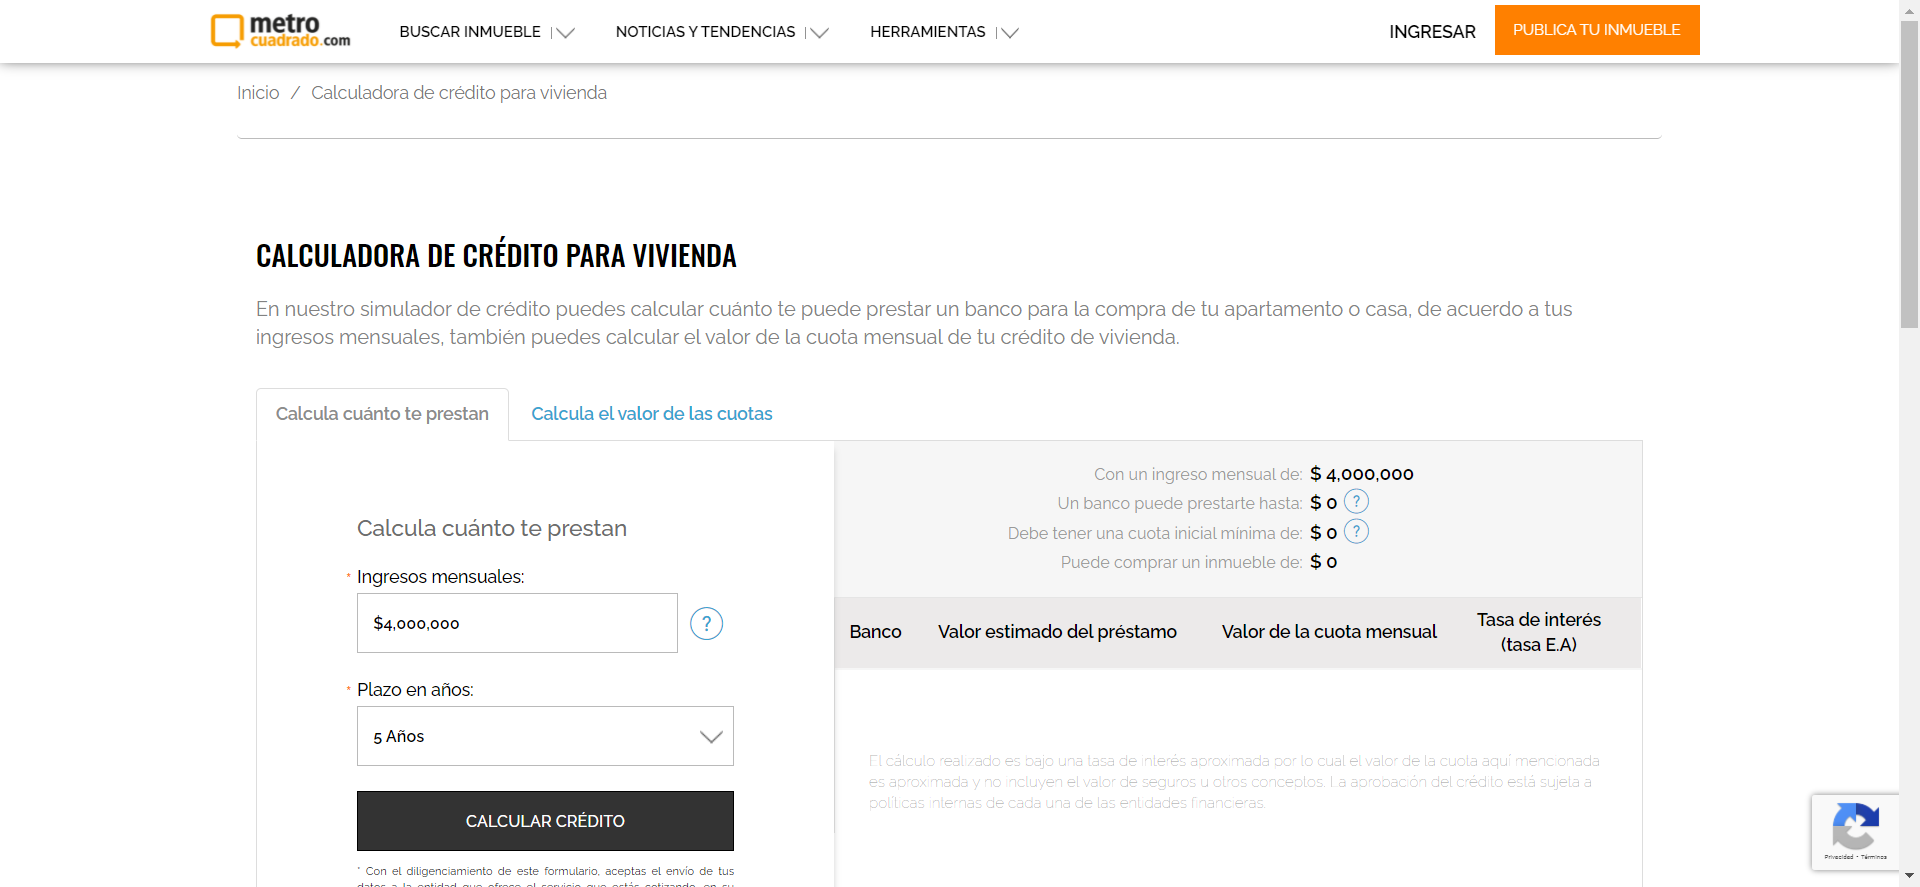 metro
cuadrado.com
BUSCAR INMUEBLE
NOTICIAS Y TENDENCIAS
HERRAMIENTAS
INGRESAR
PUBLICA TU INMUEBLE
Inicio / Calculadora de crédito para vivienda
CALCULADORA DE CRÉDITO PARA VIVIENDA
En nuestro simulador de crédito puedes calcular cuánto te puede prestar un banco para la compra de tu apartamento o casa, de acuerdo a tus
ingresos mensuales, también puedes calcular el valor de la cuota mensual de tu crédito de vivienda.
Calcula cuánto te prestan
Calcula el valor de las cuotas
Calcula cuánto te prestan
* Ingresos mensuales:
$4,000,000
?
* Plazo en años:
5 Años
CALCULAR CRÉDITO
* Con el diligenciamiento de este formulario, aceptas el envío de tus
datos a la entidad que ofrece el servicio que estás cotizando, en su
Con un ingreso mensual de: $ 4,000,000
Un banco puede prestarte hasta: $ 0 ?
Debe tener una cuota inicial mínima de: $ 0 ?
Puede comprar un inmueble de: $ 0
Banco
Valor estimado del préstamo
Valor de la cuota mensual
Tasa de interés
(tasa E.A)
El cálculo realizado es bajo una tasa de interés aproximada por lo cual el valor de la cuota aquí mencionada
es aproximada y no incluyen el valor de seguros u otros conceptos. La aprobación del crédito está sujeta a
políticas internas de cada una de las entidades financieras.
Privacidad - Términos